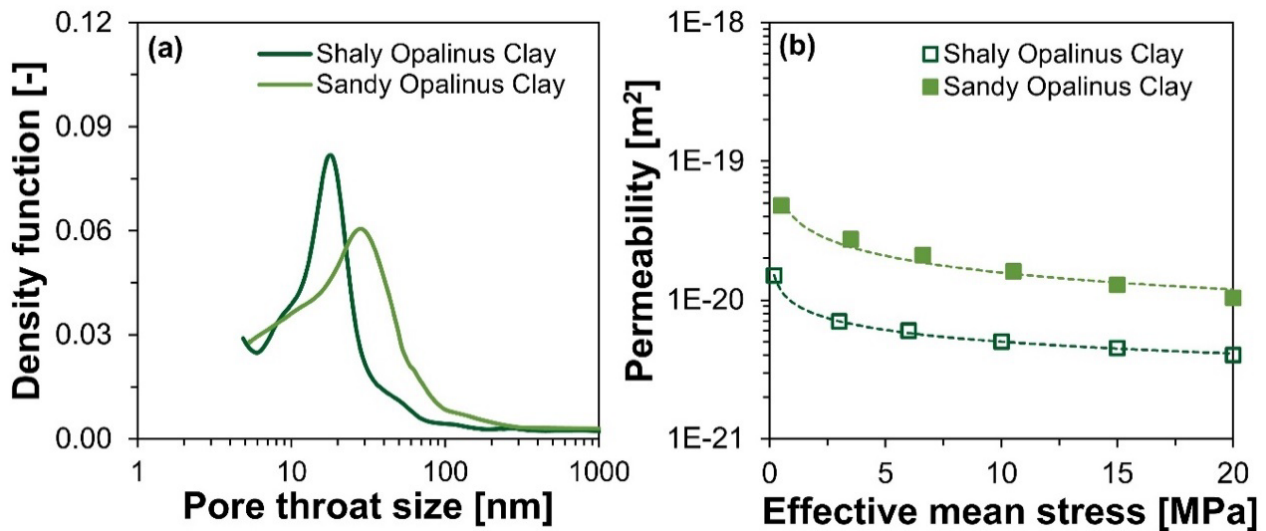 (a)
Shaly Opalinus Clay
Sandy Opalinus Clay
Density function [-]
0.12
0.09
0.06
0.03
0.00
1 10 100 1000
Pore throat size [nm]
(b)
Shaly Opalinus Clay
Sandy Opalinus Clay
Permeability [m²]
1E-18
1E-19
1E-20
1E-21
0 5 10 15 20
Effective mean stress [MPa]